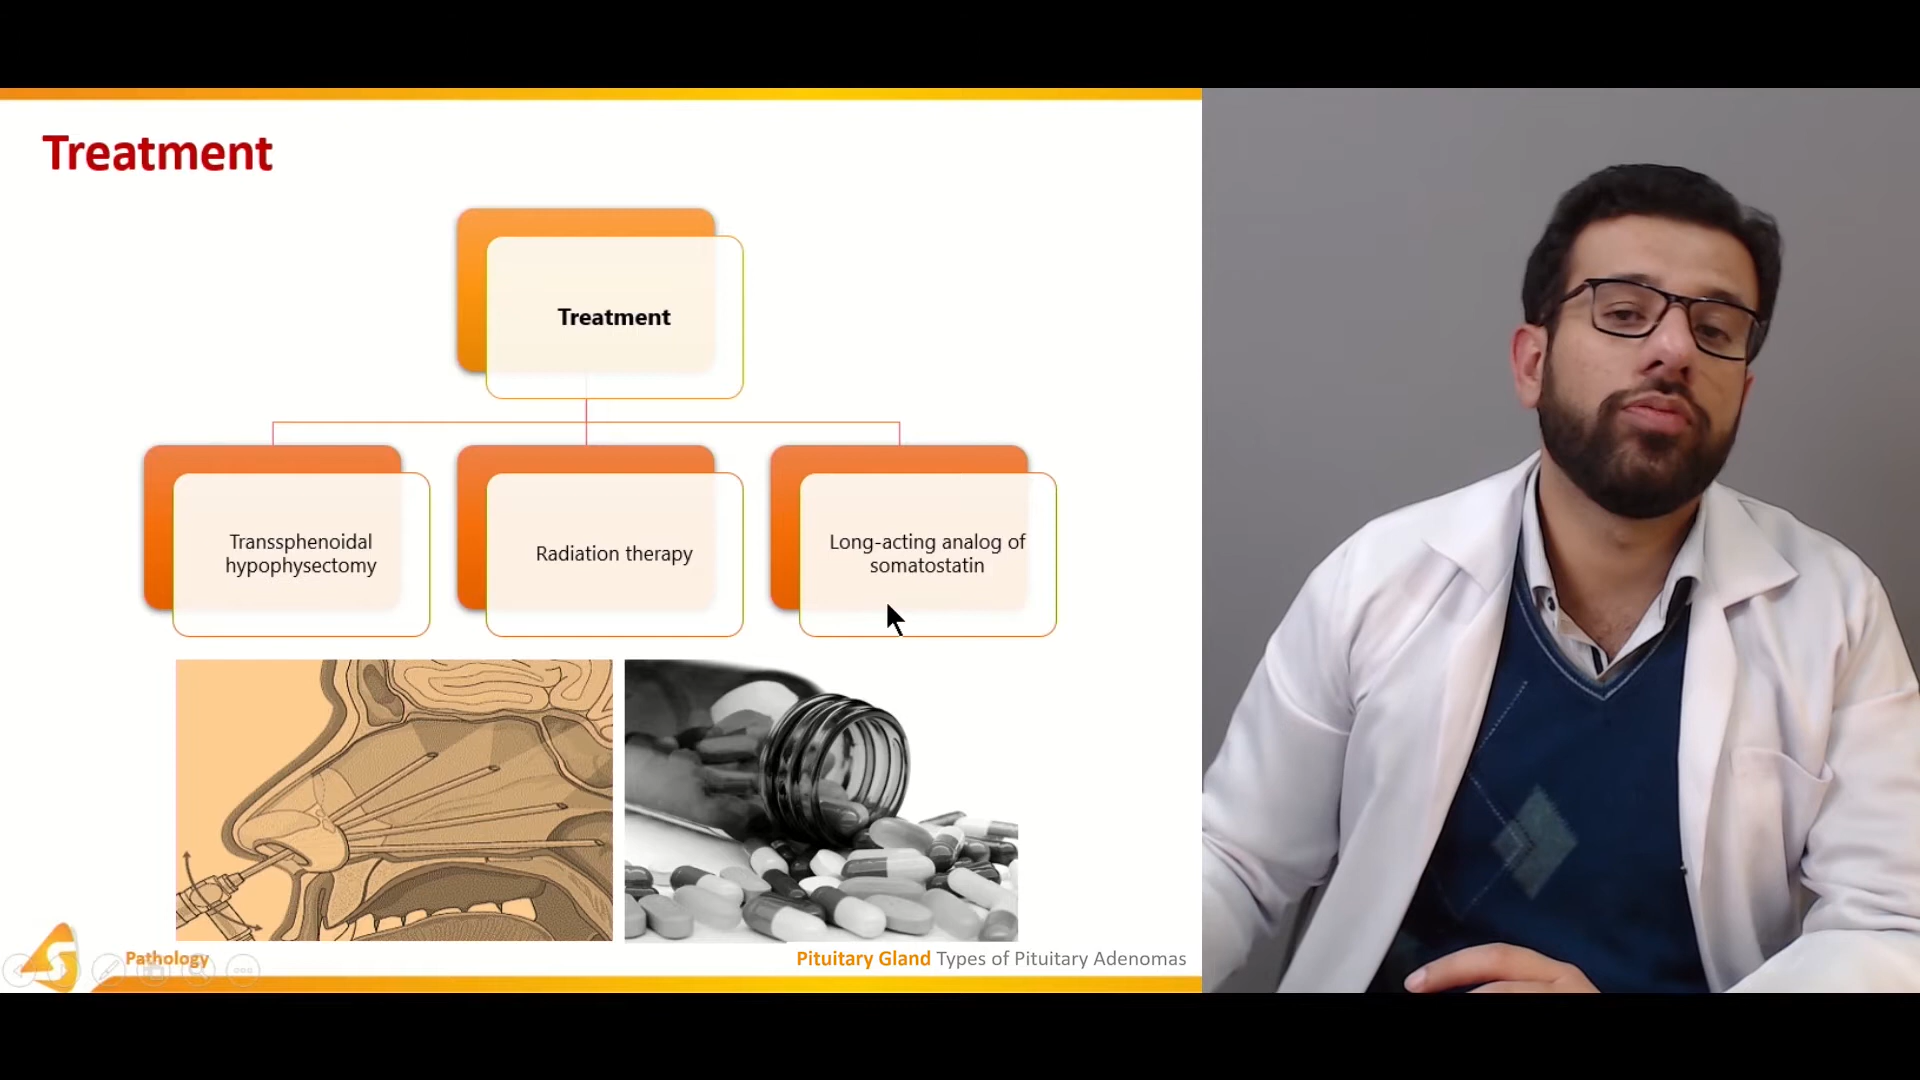 Treatment
Treatment
Transsphenoidal
hypophysectomy
Radiation therapy
Long-acting analog of
somatostatin
Pathology
Pituitary Gland Types of Pituitary Adenomas